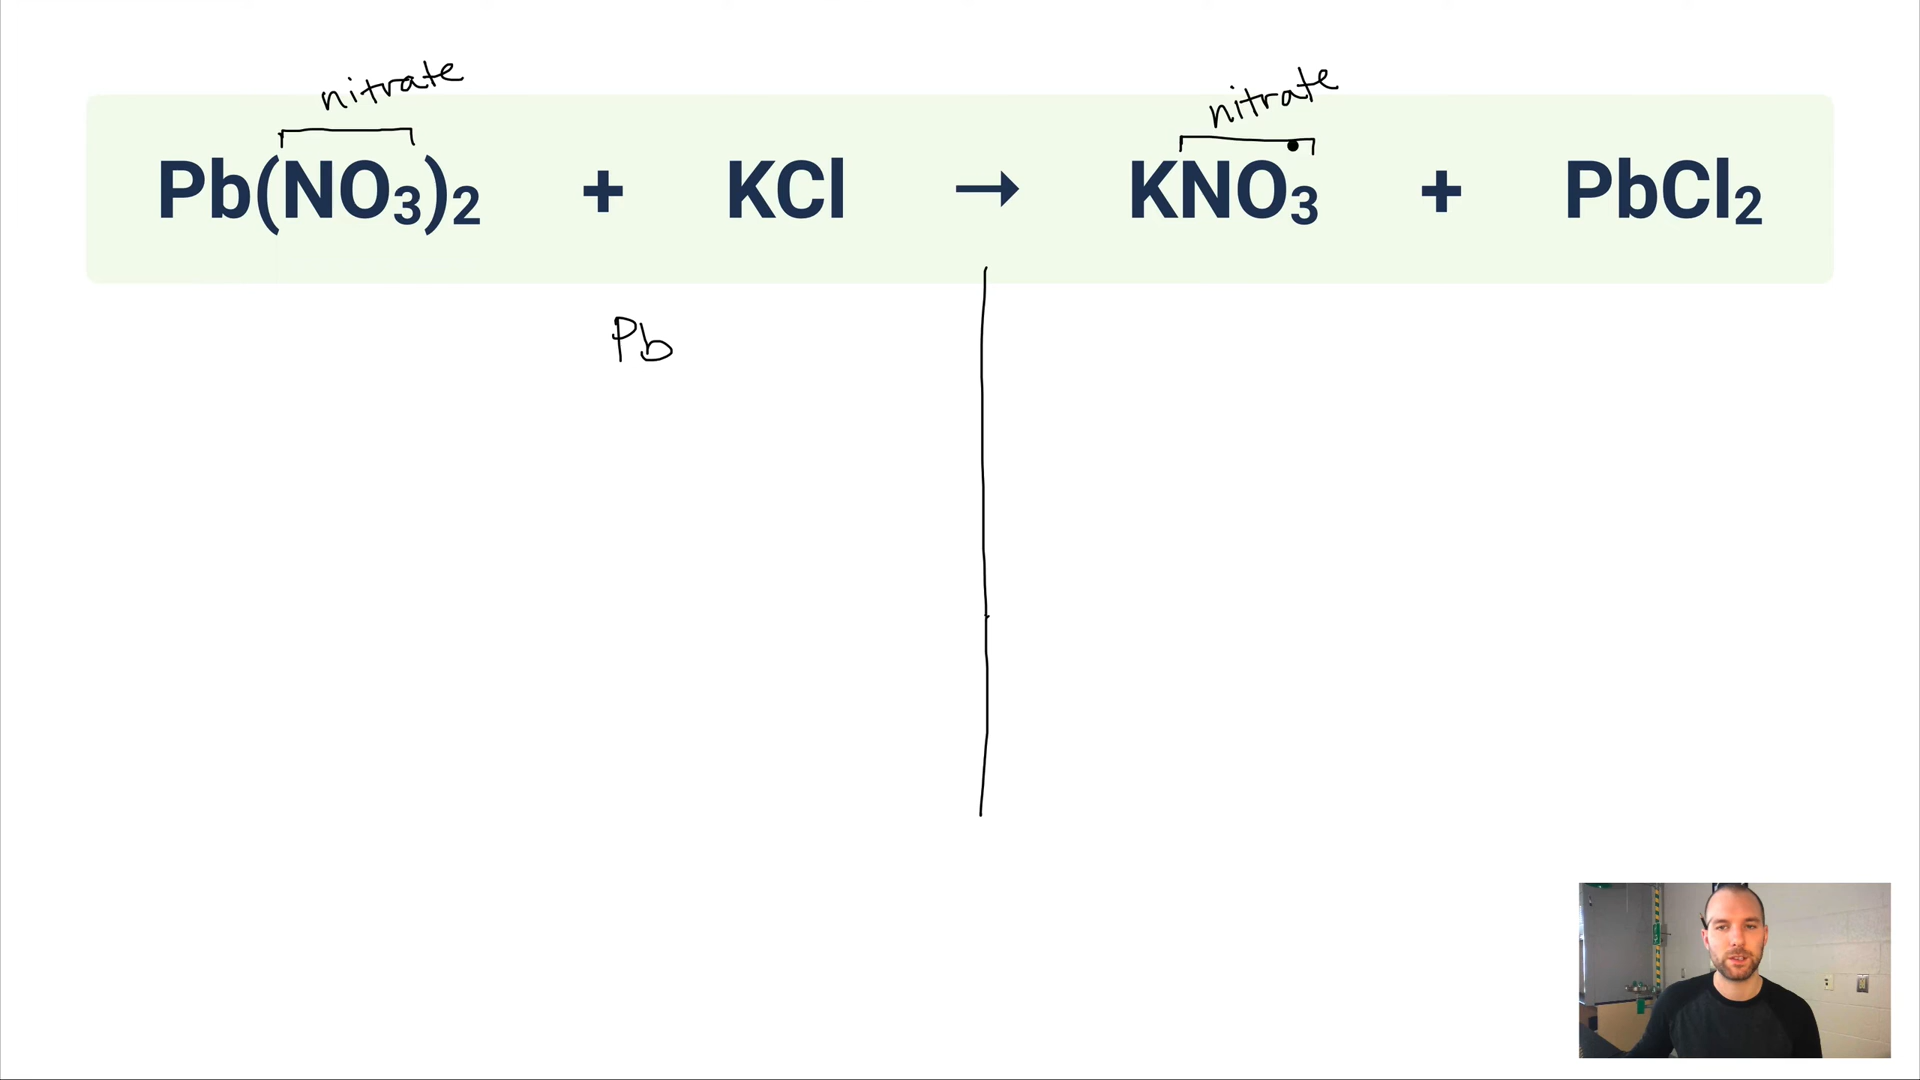 nitrate nitrate
Pb(NO₃)₂ + KCl → KNO₃ + PbCl₂
Pb